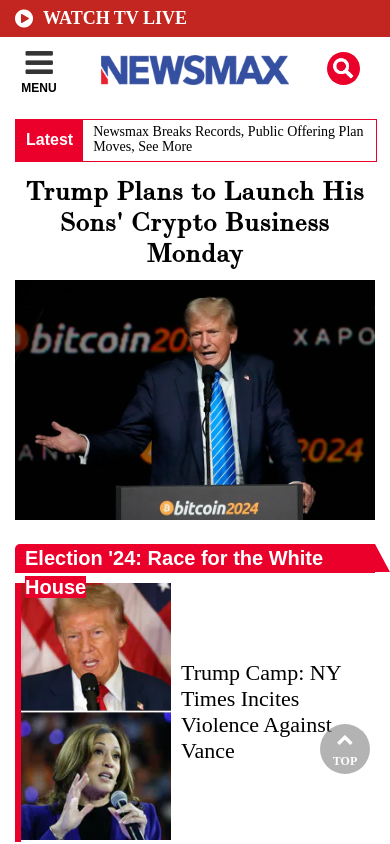 WATCH TV LIVE
MENU
NEWSMAX
Latest
Newsmax Breaks Records, Public Offering Plan
Moves, See More
Trump Plans to Launch His
Sons' Crypto Business
Monday
bitcoin202
XAPO
ANK
2024
bitcoin2024
Election '24: Race for the White
House
Trump Camp: NY
Times Incites
Violence Against
Vance
TOP